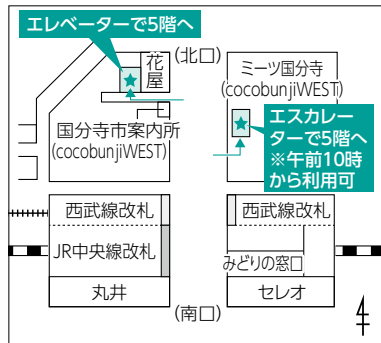 エレベーターで5階へ
花屋
(北口)
ミーツ国分寺
(cocobunjiWEST)
国分寺市案内所
(cocobunjiWEST)
エスカレー
ターで5階へ
※午前10時
から利用可
西武線改札
西武線改札
JR中央線改札
みどりの窓口
丸井
セレオ
(南口)